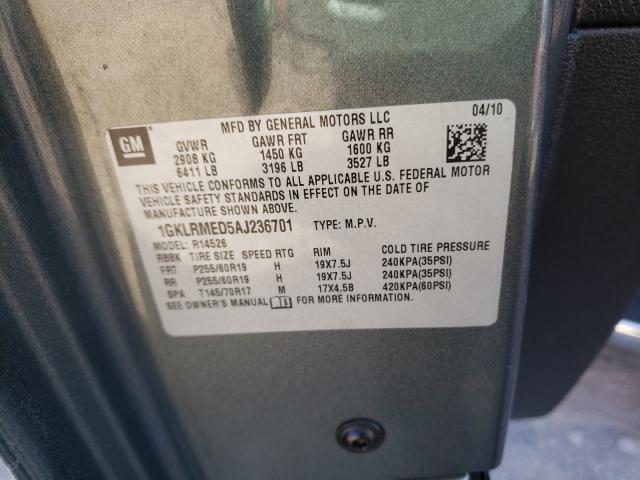 MFD BY GENERAL MOTORS LLC 04/10
GM
GVWR GAWR FRT GAWR RR
2908 KG 1450 KG 1600 KG
6411 LB 3196 LB 3527 LB
THIS VEHICLE CONFORMS TO ALL APPLICABLE U.S. FEDERAL MOTOR
VEHICLE SAFETY STANDARDS IN EFFECT ON THE DATE OF
MANUFACTURE SHOWN ABOVE.
1GKLRMED5AJ236701 TYPE: M.P.V.
MODEL: R14526
RBBK TIRE SIZE SPEED RTG RIM COLD TIRE PRESSURE
FRT P255/60R19 H 19X7.5J 240KPA(35PSI)
RR P255/60R19 H 19X7.5J 240KPA(35PSI)
SPA T145/70R17 M 17X4.5B 420KPA(60PSI)
SEE OWNER'S MANUAL FOR MORE INFORMATION.